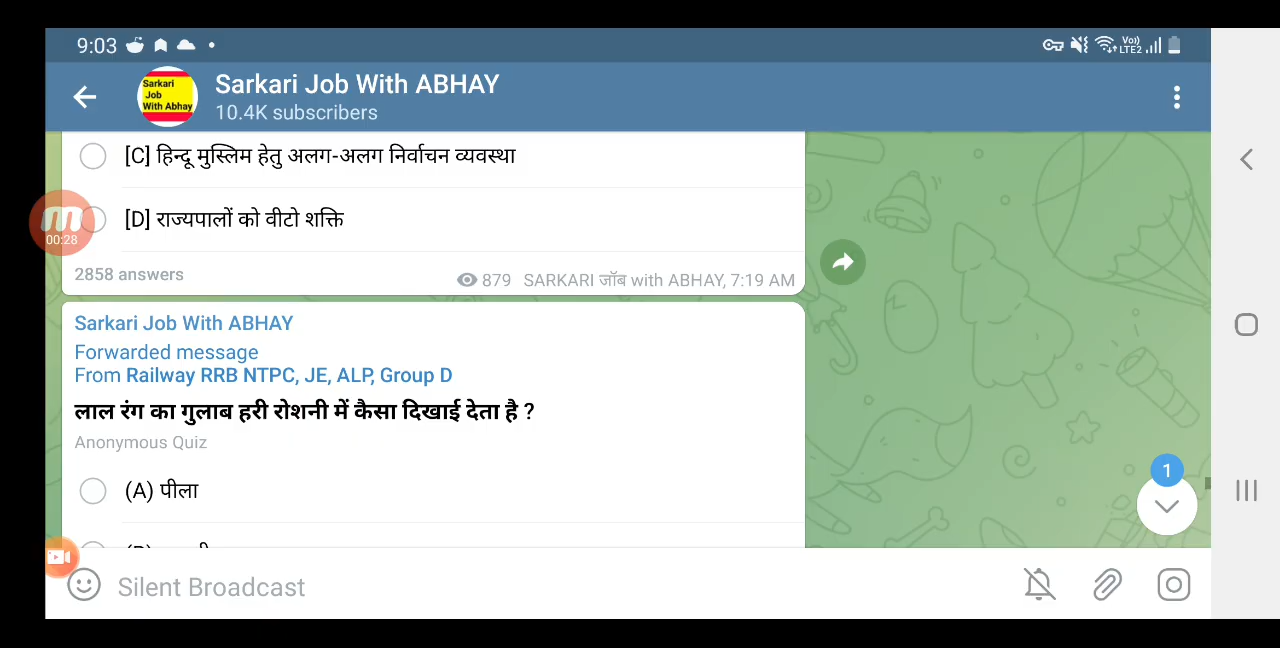 9:03
Vo))
LTE2
Sarkari
Job
With Abhay
Sarkari Job With ABHAY
10.4K subscribers
[C] हिन्दू मुस्लिम हेतु अलग-अलग निर्वाचन व्यवस्था
[D] राज्यपालों को वीटो शक्ति
00:28
2858 answers
879 SARKARI जॉब with ABHAY, 7:19 AM
Sarkari Job With ABHAY
Forwarded message
From Railway RRB NTPC, JE, ALP, Group D
लाल रंग का गुलाब हरी रोशनी में कैसा दिखाई देता है ?
Anonymous Quiz
(A) पीला
1
Silent Broadcast